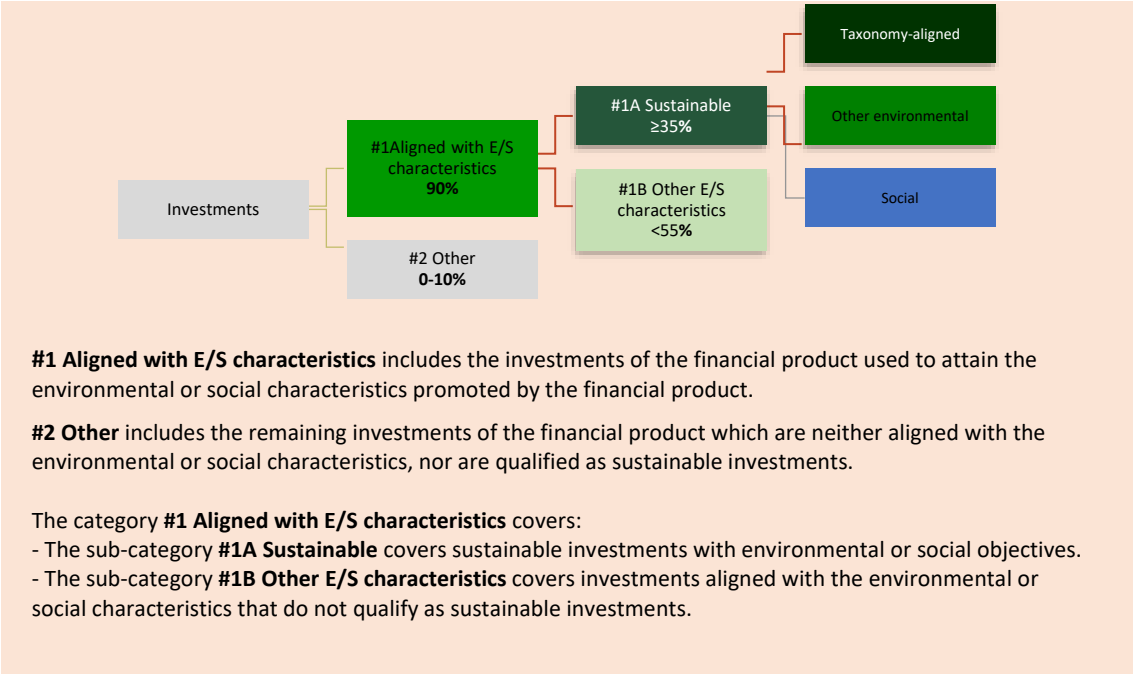 Taxonomy-aligned
#1A Sustainable
≥35%
Other environmental
#1Aligned with E/S
characteristics
90%
#1B Other E/S
characteristics
<55%
Social
Investments
#2 Other
0-10%
#1 Aligned with E/S characteristics includes the investments of the financial product used to attain the
environmental or social characteristics promoted by the financial product.
#2 Other includes the remaining investments of the financial product which are neither aligned with the
environmental or social characteristics, nor are qualified as sustainable investments.
The category #1 Aligned with E/S characteristics covers:
- The sub-category #1A Sustainable covers sustainable investments with environmental or social objectives.
- The sub-category #1B Other E/S characteristics covers investments aligned with the environmental or
social characteristics that do not qualify as sustainable investments.